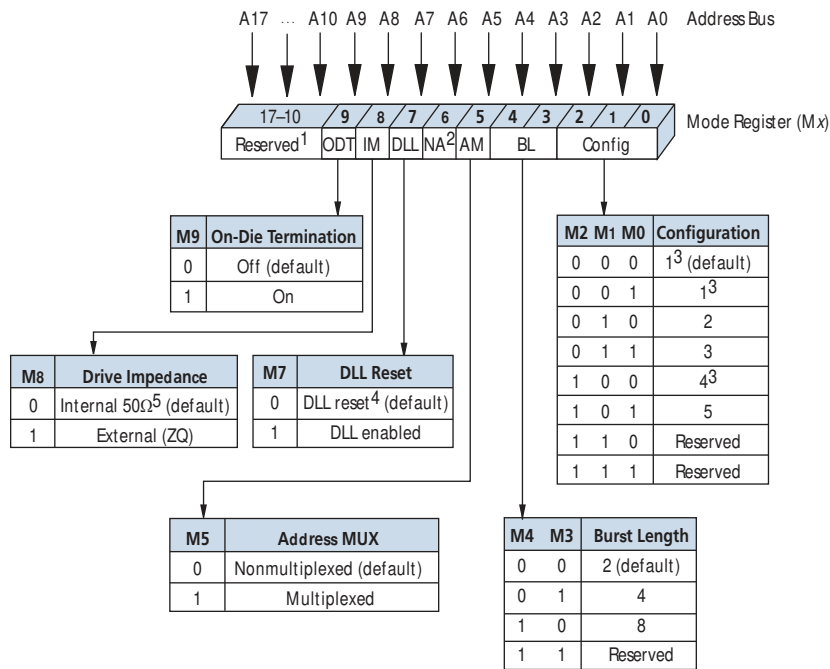 A17 ... A10 A9 A8 A7 A6 A5 A4 A3 A2 A1 A0 Address Bus
17–10 9 8 7 6 5 4 3 2 1 0 Mode Register (Mx)
Reserved1 ODT IM DLL NA2 AM BL Config
M9 On-Die Termination
0 Off (default)
1 On
M2 M1 M0 Configuration
0 0 0 13 (default)
0 0 1 13
0 1 0 2
0 1 1 3
1 0 0 43
1 0 1 5
1 1 0 Reserved
1 1 1 Reserved
M8 Drive Impedance
0 Internal 50Ω5 (default)
1 External (ZQ)
M7 DLL Reset
0 DLL reset4 (default)
1 DLL enabled
M5 Address MUX
0 Nonmultiplexed (default)
1 Multiplexed
M4 M3 Burst Length
0 0 2 (default)
0 1 4
1 0 8
1 1 Reserved